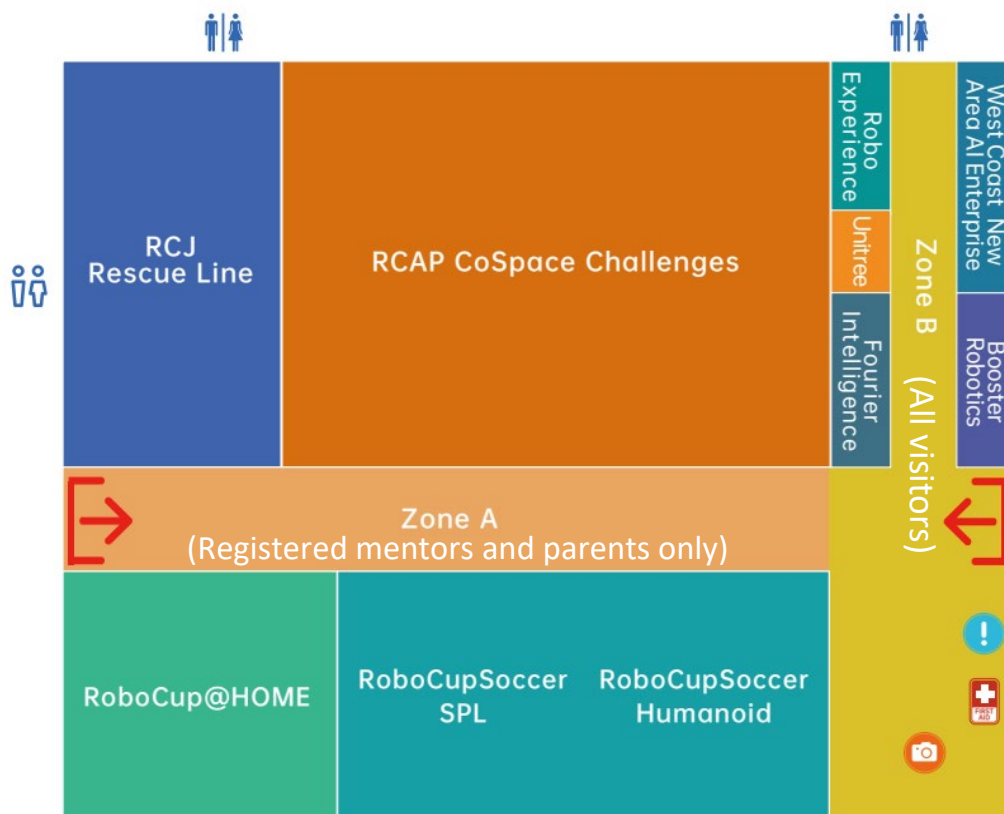 RCJ
Rescue Line
RCAP CoSpace Challenges
Robo
Experience
Unitree
Fourier
Intelligence
Zone B
(All visitors)
West Coast New
Area AI Enterprise
Booster
Robotics
Zone A
(Registered mentors and parents only)
RoboCup@HOME
RoboCupSoccer
SPL
RoboCupSoccer
Humanoid
!
FIRST
AID